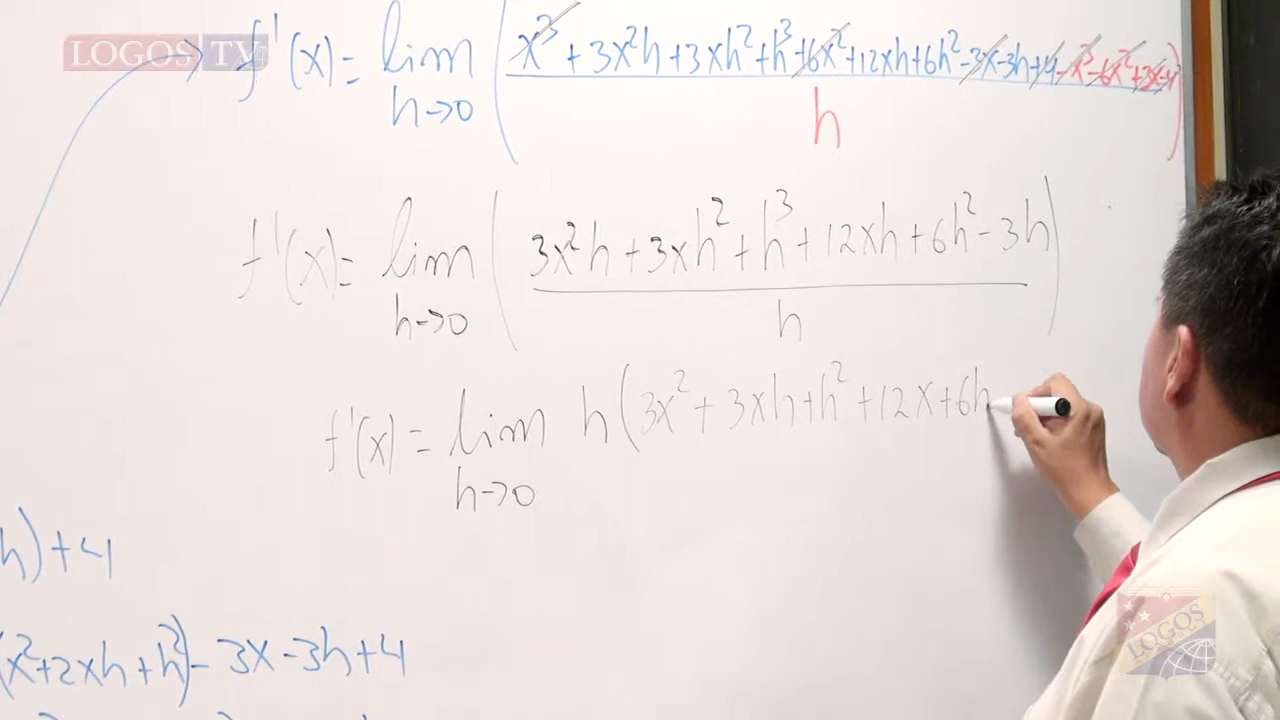 LOGOS TV
f'(x) = lim h→0 (x³ + 3x²h + 3xh² + h³ + 6x² + 12xh + 6h² - 3x - 3h + 4 - x³ - 6x² + 3x - 4) / h
f'(x) = lim h→0 (3x²h + 3xh² + h³ + 12xh + 6h² - 3h) / h
f'(x) = lim h→0 h(3x² + 3xh + h² + 12x + 6h
h) + 4
(x² + 2xh + h²) - 3x - 3h + 4
LOGOS